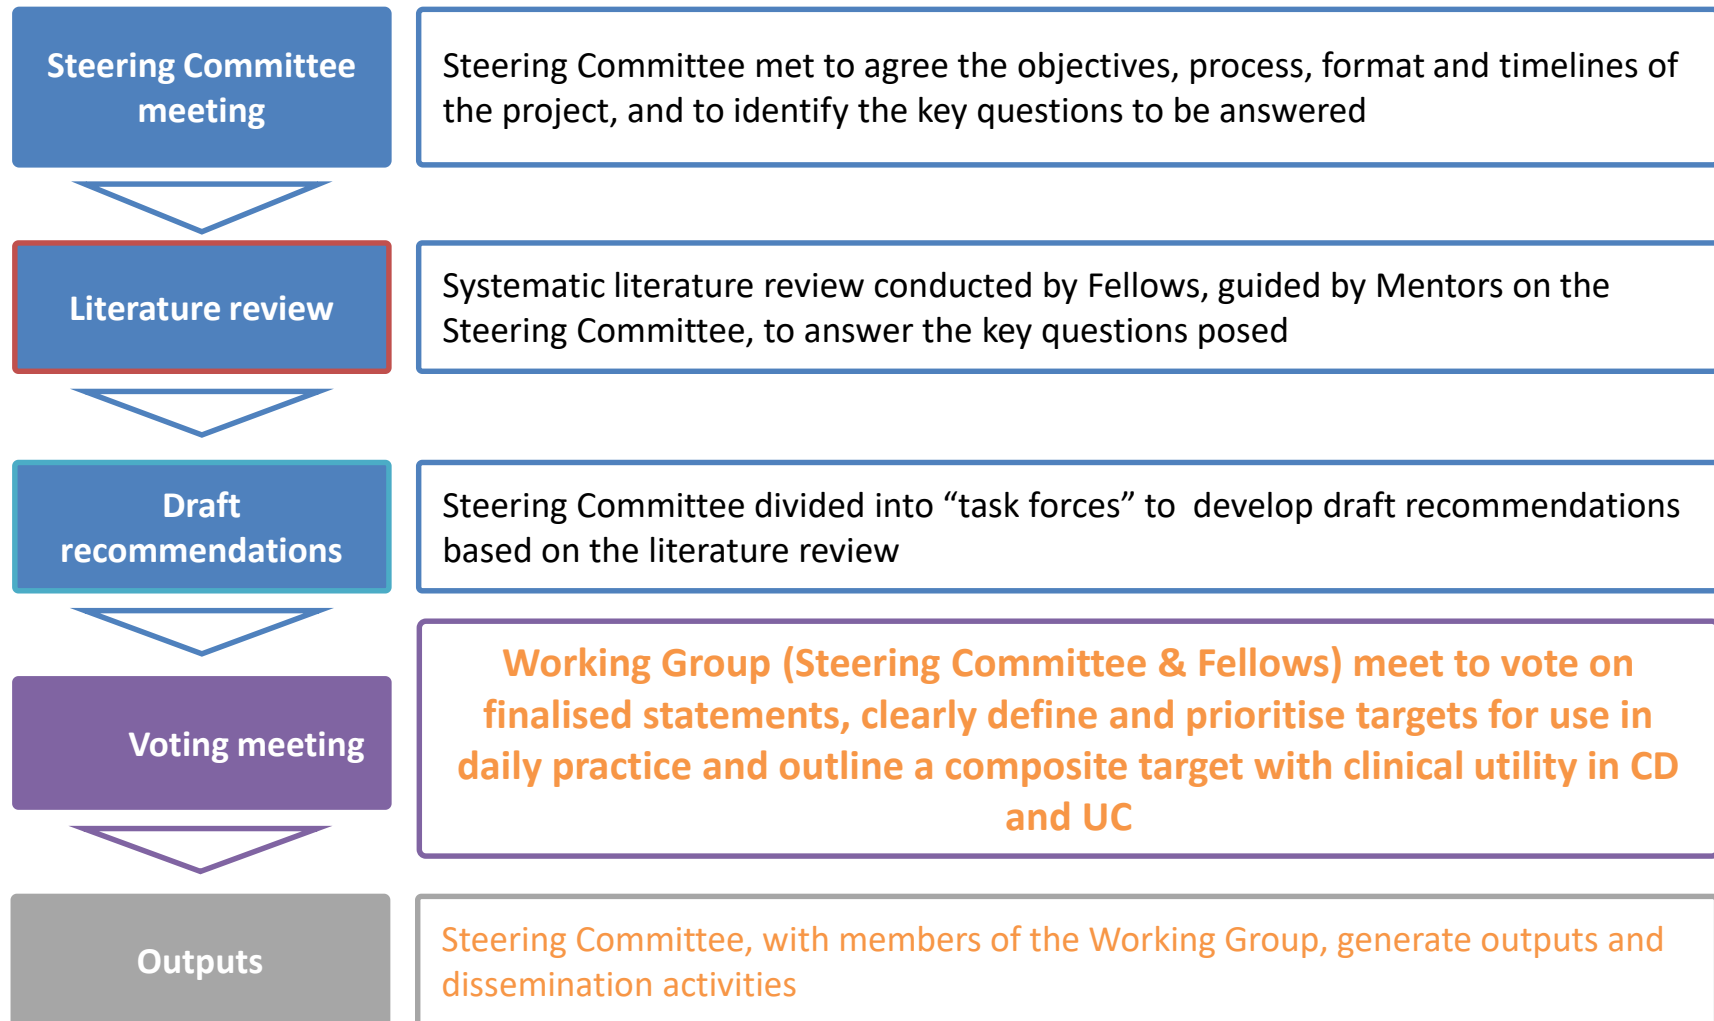 Steering Committee
meeting
Steering Committee met to agree the objectives, process, format and timelines of
the project, and to identify the key questions to be answered
Literature review
Systematic literature review conducted by Fellows, guided by Mentors on the
Steering Committee, to answer the key questions posed
Draft
recommendations
Steering Committee divided into “task forces” to  develop draft recommendations
based on the literature review
Voting meeting
Working Group (Steering Committee & Fellows) meet to vote on
finalised statements, clearly define and prioritise targets for use in
daily practice and outline a composite target with clinical utility in CD
and UC
Outputs
Steering Committee, with members of the Working Group, generate outputs and
dissemination activities